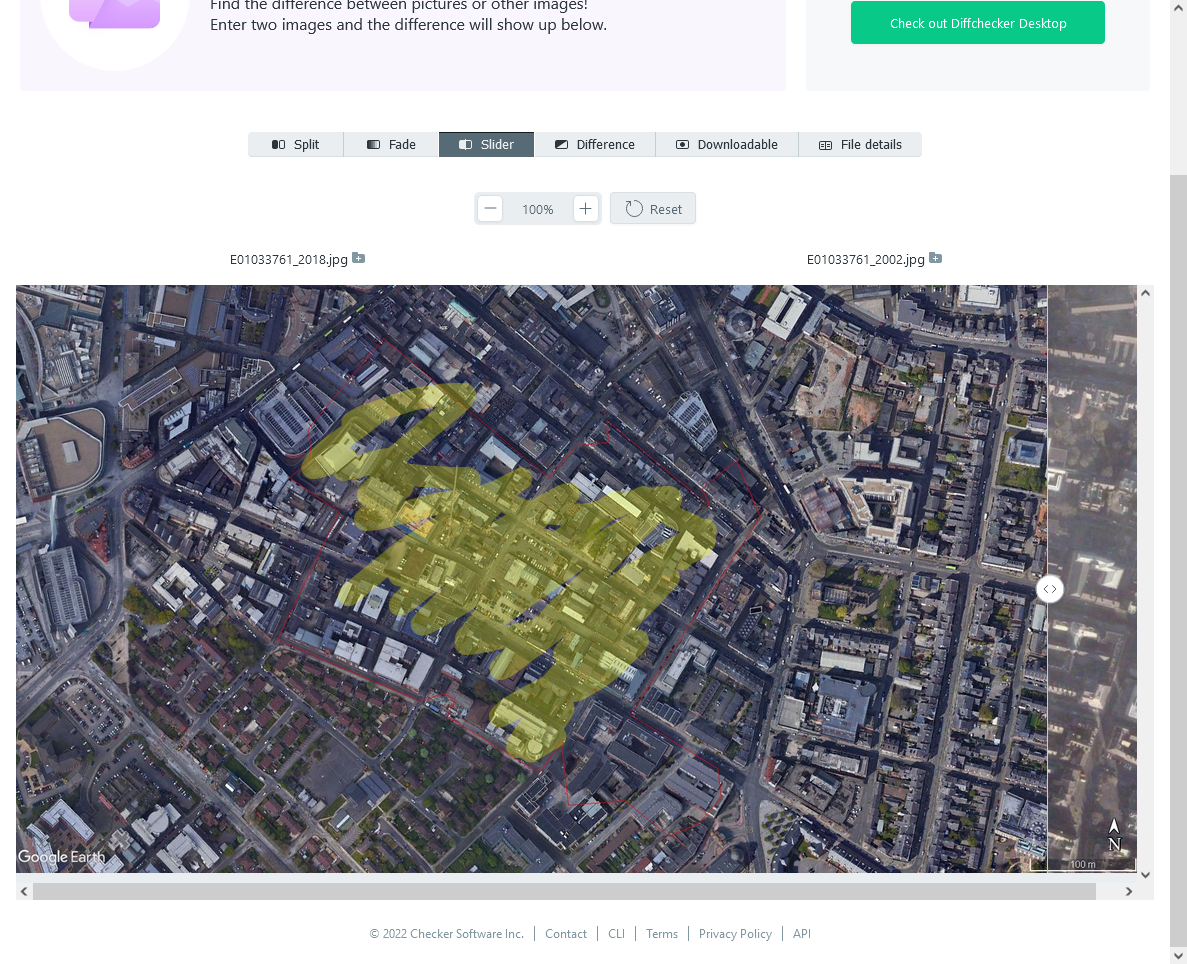 Find the difference between pictures or other images!
Enter two images and the difference will show up below.
Check out Diffchecker Desktop
Split
Fade
Slider
Difference
Downloadable
File details
100%
Reset
E01033761_2018.jpg
E01033761_2002.jpg
N
Google Earth
100 m
© 2022 Checker Software Inc.
Contact
CLI
Terms
Privacy Policy
API